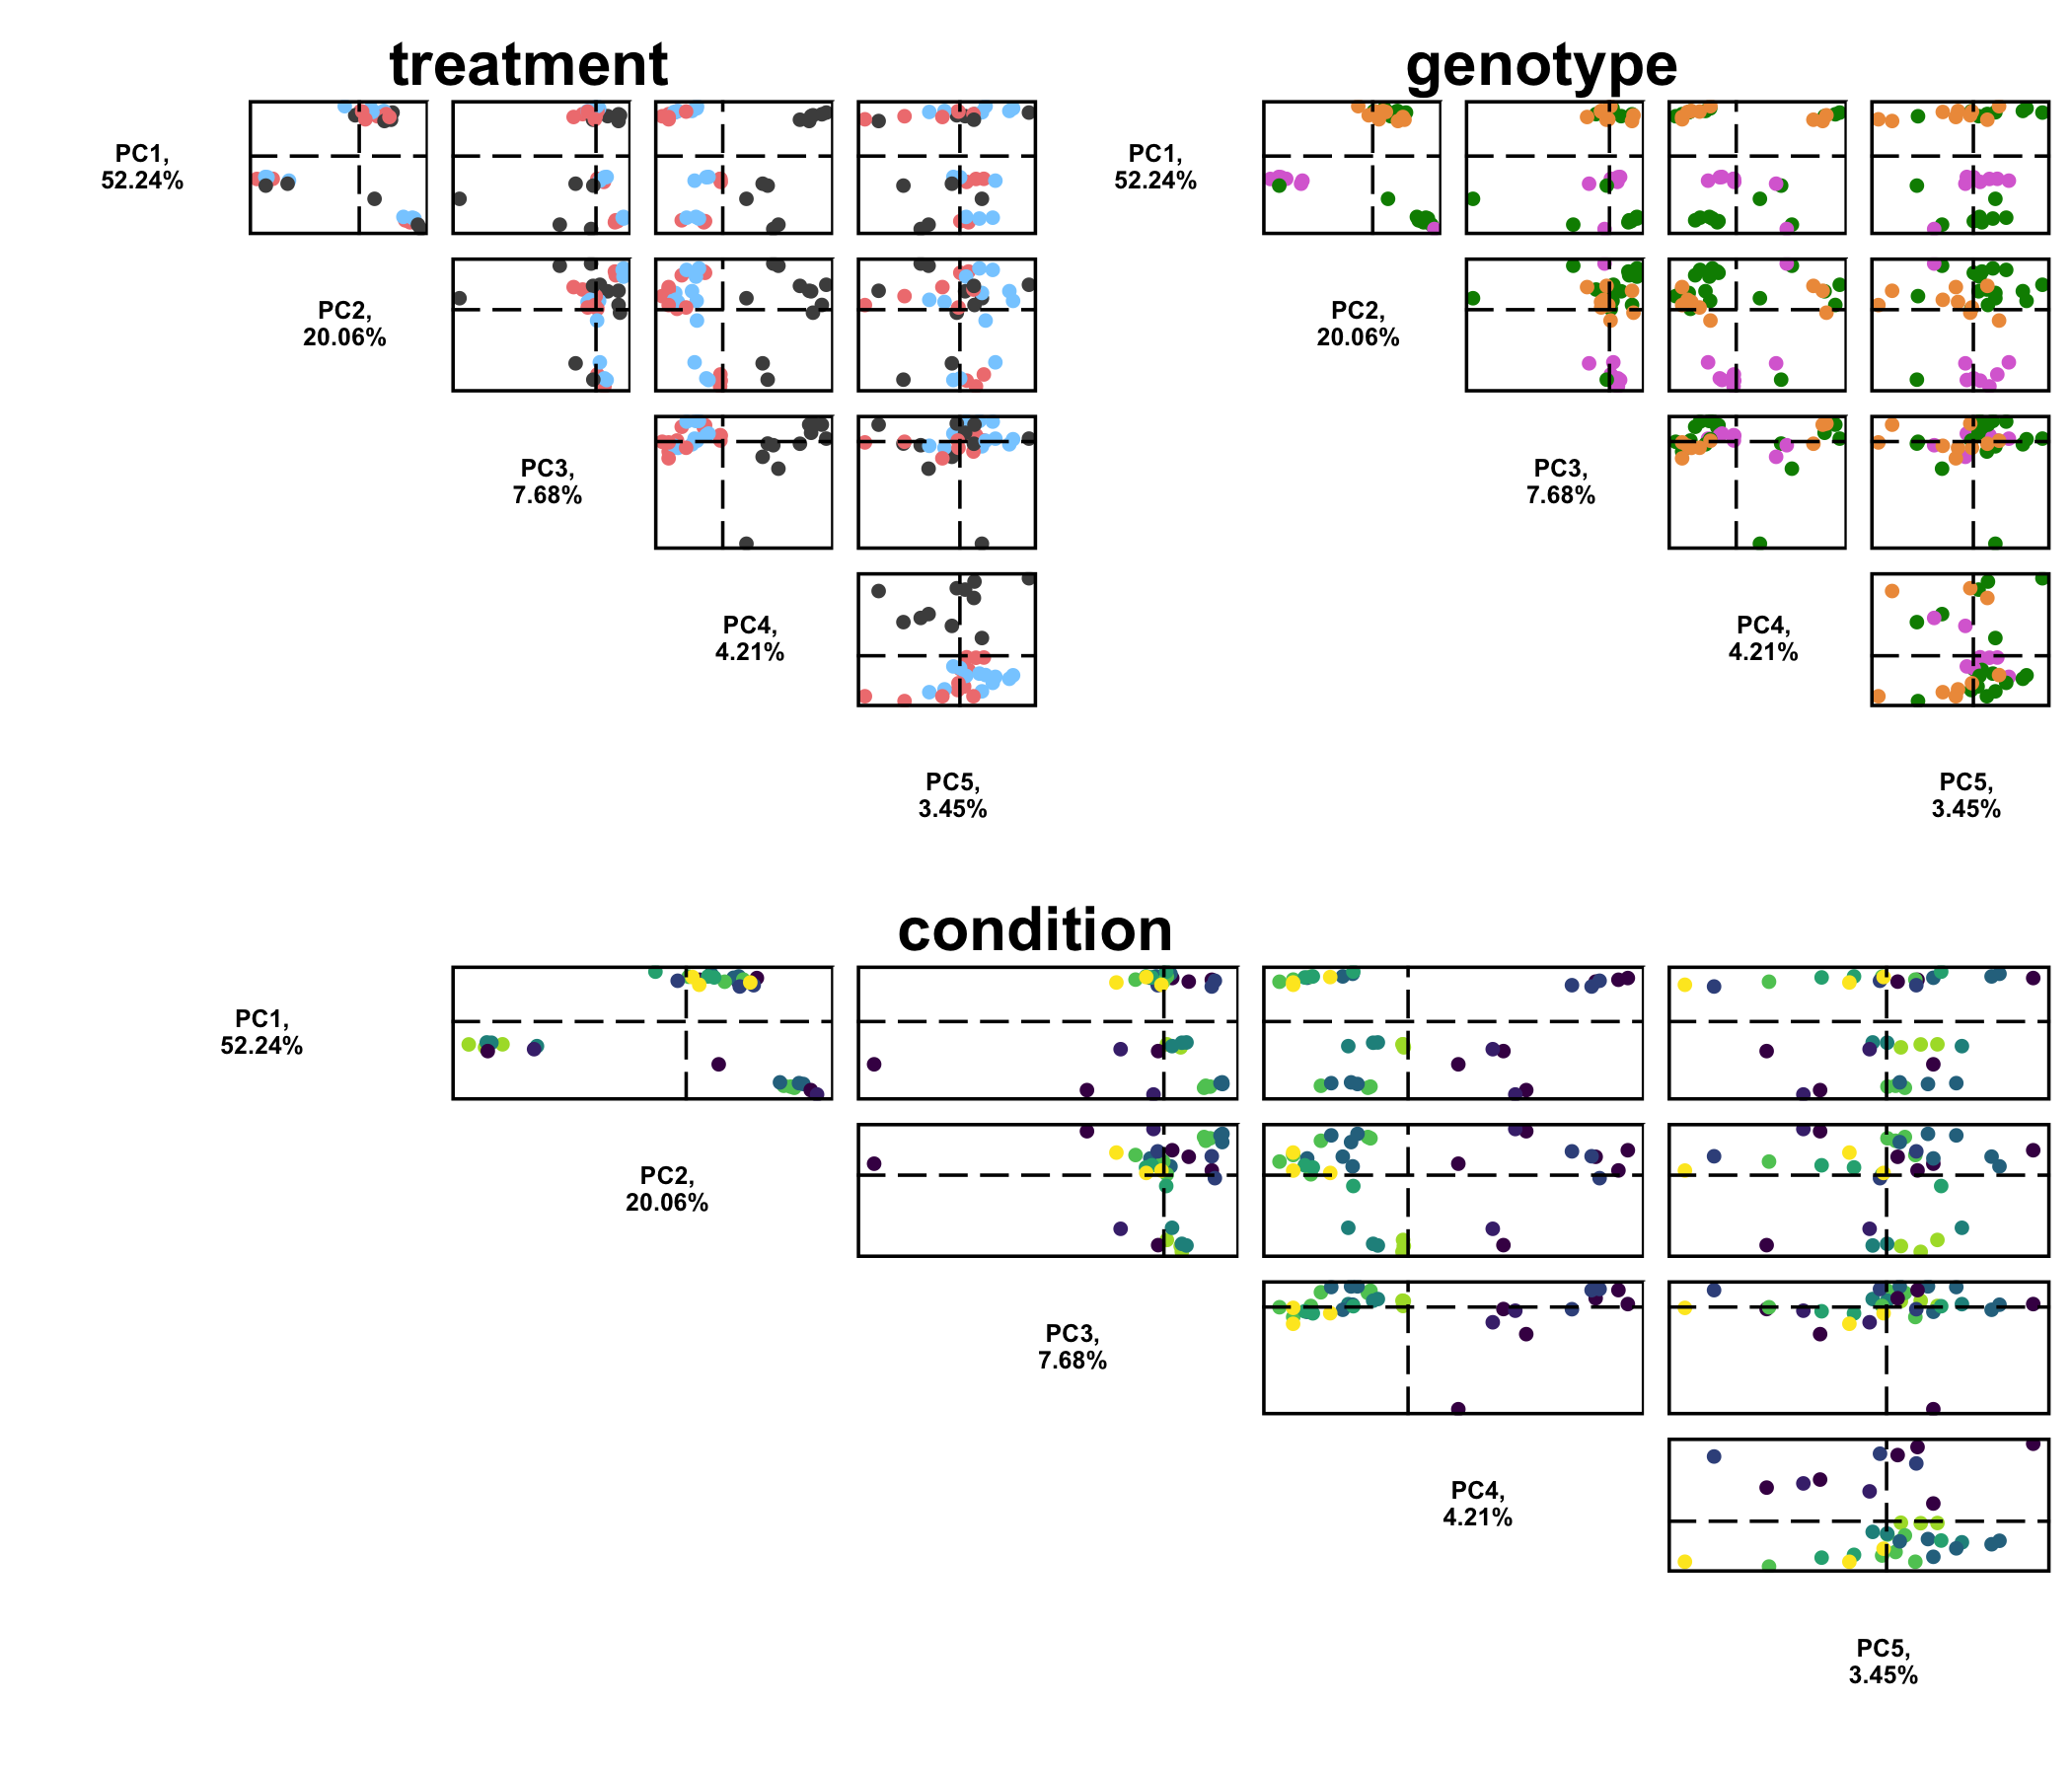 treatment
genotype
PC1,
52.24%
PC1,
52.24%
PC2,
20.06%
PC2,
20.06%
PC3,
7.68%
PC3,
7.68%
PC4,
4.21%
PC4,
4.21%
PC5,
3.45%
PC5,
3.45%
condition
PC1,
52.24%
PC2,
20.06%
PC3,
7.68%
PC4,
4.21%
PC5,
3.45%